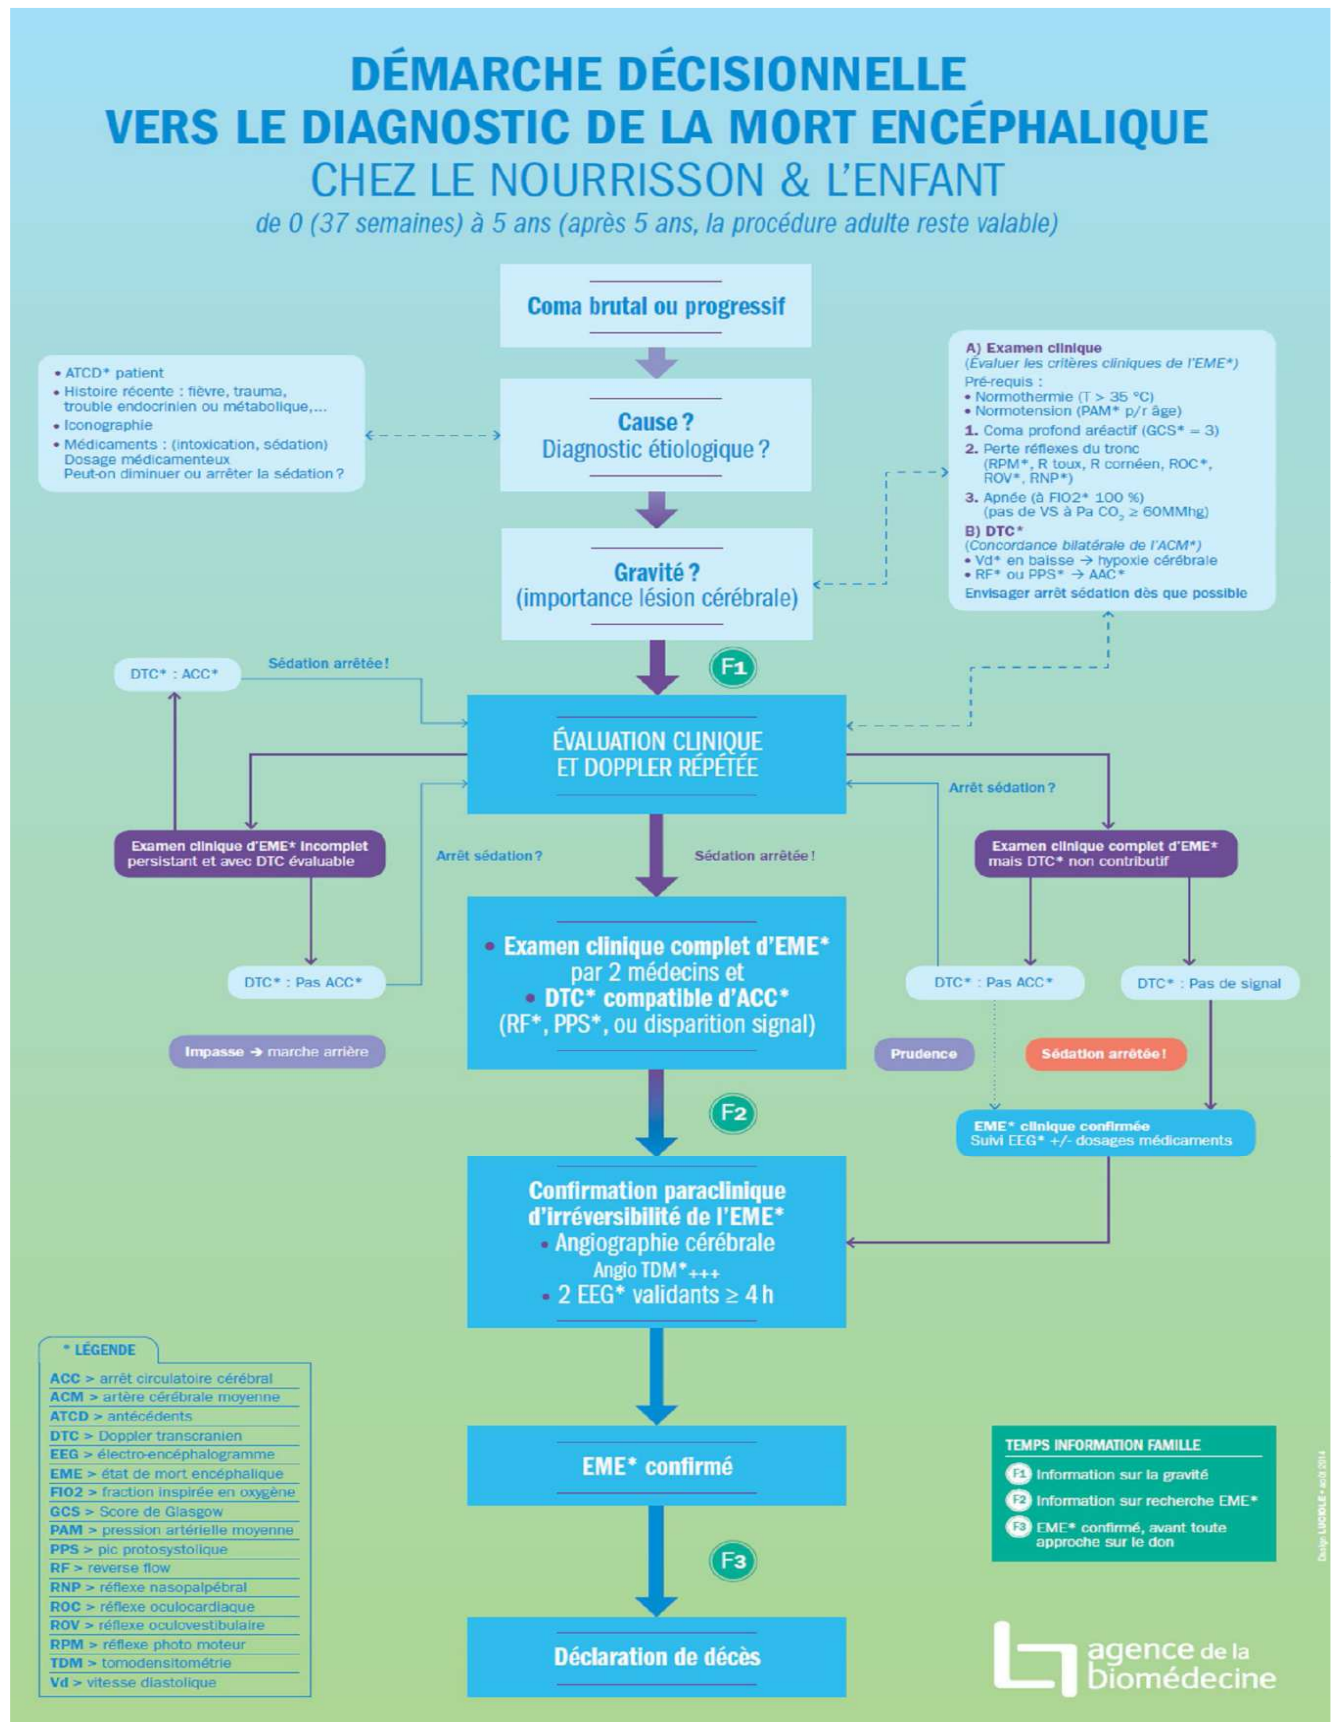 DÉMARCHE DÉCISIONNELLE
VERS LE DIAGNOSTIC DE LA MORT ENCÉPHALIQUE
CHEZ LE NOURRISSON & L'ENFANT
de 0 (37 semaines) à 5 ans (après 5 ans, la procédure adulte reste valable)
Coma brutal ou progressif
• ATCD* patient
• Histoire récente : fièvre, trauma,
trouble endocrinien ou métabolique,...
• Iconographie
• Médicaments : (intoxication, sédation)
Dosage médicamenteux
Peut-on diminuer ou arrêter la sédation ?
Cause ?
Diagnostic étiologique ?
Gravité ?
(importance lésion cérébrale)
A) Examen clinique
(Évaluer les critères cliniques de l'EME*)
Pré-requis :
• Normothermie (T > 35 °C)
• Normotension (PAM* p/r âge)
1. Coma profond aréactif (GCS* = 3)
2. Perte réflexes du tronc
(RPM*, R toux, R cornéen, ROC*,
ROV*, RNP*)
3. Apnée (à FIO2* 100 %)
(pas de VS à Pa CO2 ≥ 60MMhg)
B) DTC*
(Concordance bilatérale de l'ACM*)
• Vd* en baisse → hypoxie cérébrale
• RF* ou PPS* → AAC*
Envisager arrêt sédation dès que possible
F1
DTC* : ACC*
Sédation arrêtée !
ÉVALUATION CLINIQUE
ET DOPPLER RÉPÉTÉE
Arrêt sédation ?
Examen clinique d'EME* incomplet
persistant et avec DTC évaluable
Arrêt sédation ?
Sédation arrêtée !
Examen clinique complet d'EME*
mais DTC* non contributif
• Examen clinique complet d'EME*
par 2 médecins et
• DTC* compatible d'ACC*
(RF*, PPS*, ou disparition signal)
DTC* : Pas ACC*
DTC* : Pas ACC*
DTC* : Pas de signal
Impasse → marche arrière
Prudence
Sédation arrêtée !
F2
EME* clinique confirmée
Suivi EEG* +/- dosages médicaments
Confirmation paraclinique
d'irréversibilité de l'EME*
• Angiographie cérébrale
Angio TDM*+++
• 2 EEG* validants ≥ 4 h
* LÉGENDE
ACC > arrêt circulatoire cérébral
ACM > artère cérébrale moyenne
ATCD > antécédents
DTC > Doppler transcranien
EEG > électro-encéphalogramme
EME > état de mort encéphalique
FIO2 > fraction inspirée en oxygène
GCS > Score de Glasgow
PAM > pression artérielle moyenne
PPS > pic protosystolique
RF > reverse flow
RNP > réflexe nasopalpébral
ROC > réflexe oculocardiaque
ROV > réflexe oculovestibulaire
RPM > réflexe photo moteur
TDM > tomodensitométrie
Vd > vitesse diastolique
EME* confirmé
F3
Déclaration de décès
TEMPS INFORMATION FAMILLE
F1 Information sur la gravité
F2 Information sur recherche EME*
F3 EME* confirmé, avant toute
approche sur le don
Design LUCIOLE • août 2014
agence de la
biomédecine